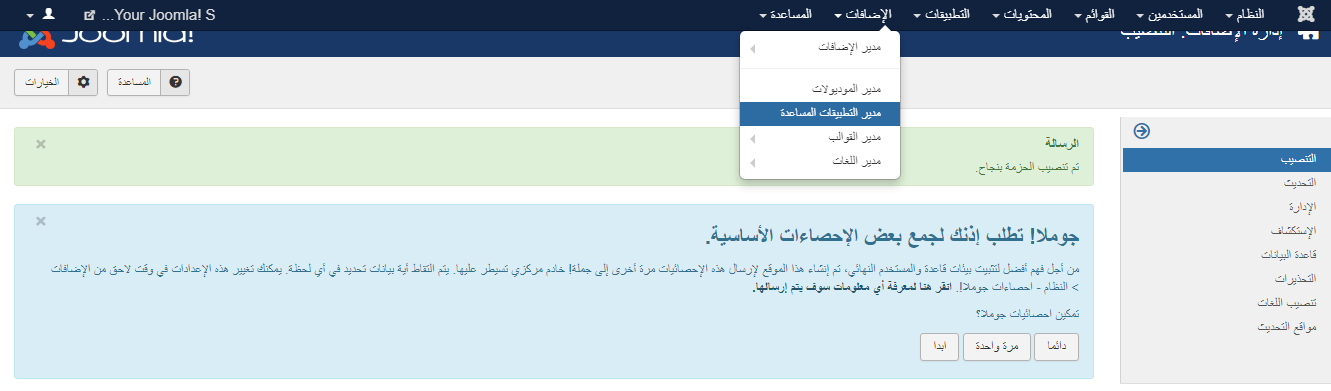 النظام
المستخدمين
القوائم
المحتويات
التطبيقات
الإضافات
المساعدة
Your Joomla! S...
إدارة الإضافات: التنصيب
Joomla!
مدير الإضافات
مدير الموديولات
مدير التطبيقات المساعدة
مدير القوالب
مدير اللغات
المساعدة
الخيارات
التنصيب
التحديث
الإدارة
الإستكشاف
قاعدة البيانات
التحذيرات
تنصيب اللغات
مواقع التحديث
الرسالة
تم تنصيب الحزمة بنجاح.
جوملا! تطلب إذنك لجمع بعض الإحصاءات الأساسية.
من أجل فهم أفضل لتثبيت بيئات قاعدة والمستخدم النهائي، تم إنشاء هذا الموقع لإرسال هذه الإحصائيات مرة أخرى إلى جملة! خادم مركزي تسيطر عليها. يتم التقاط أية بيانات تحديد في أي لحظة. يمكنك تغيير هذه الإعدادات في وقت لاحق من الإضافات
> النظام - احصاءات جوملا!. انقر هنا لمعرفة أي معلومات سوف يتم إرسالها.
تمكين احصائيات جوملا؟
دائما
مرة واحدة
ابدا